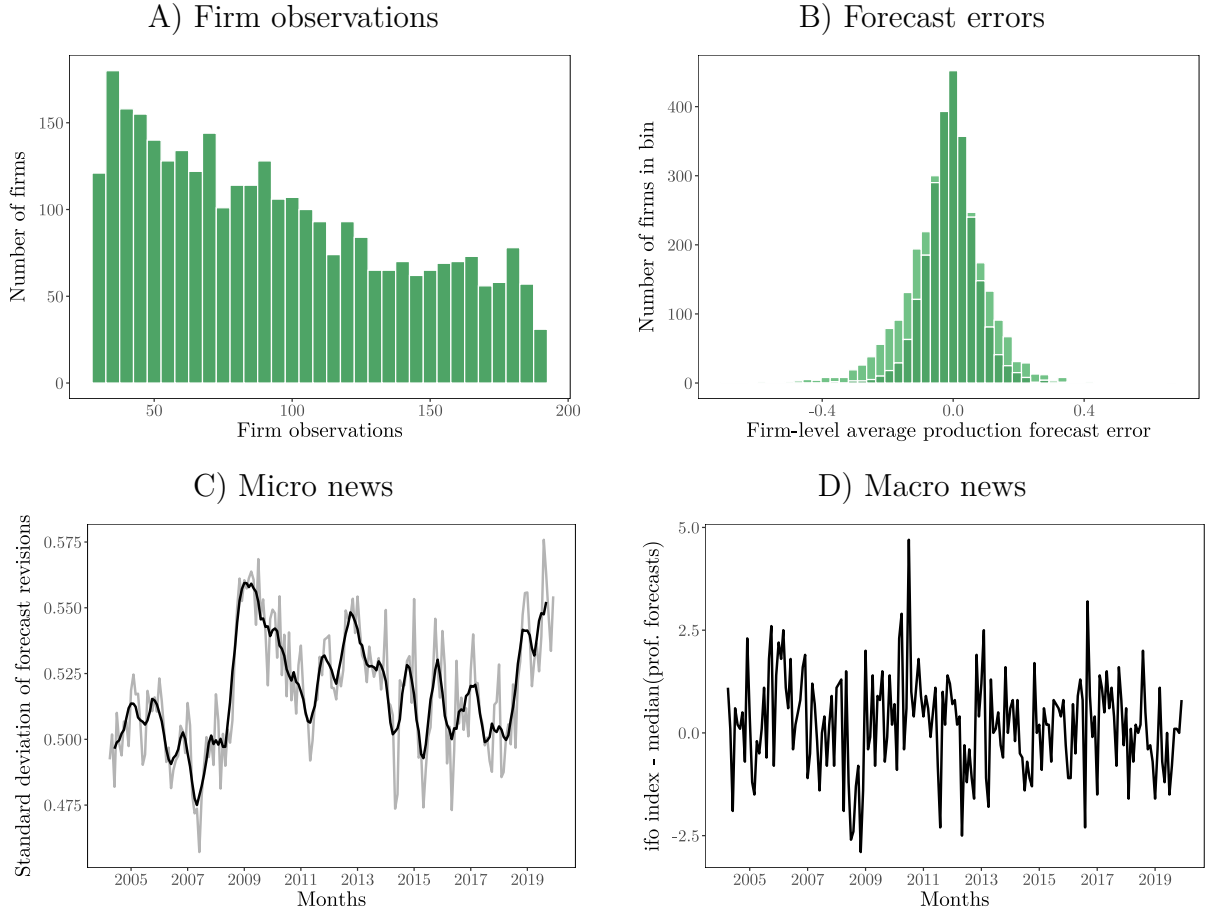 A) Firm observations
Number of firms
150
100
50
0
50 100 150 200
Firm observations
B) Forecast errors
Number of firms in bin
400
300
200
100
0
-0.4 0.0 0.4
Firm-level average production forecast error
C) Micro news
Standard deviation of forecast revisions
0.575
0.550
0.525
0.500
0.475
2005 2007 2009 2011 2013 2015 2017 2019
Months
D) Macro news
ifo index - median(prof. forecasts)
5.0
2.5
0.0
-2.5
2005 2007 2009 2011 2013 2015 2017 2019
Months